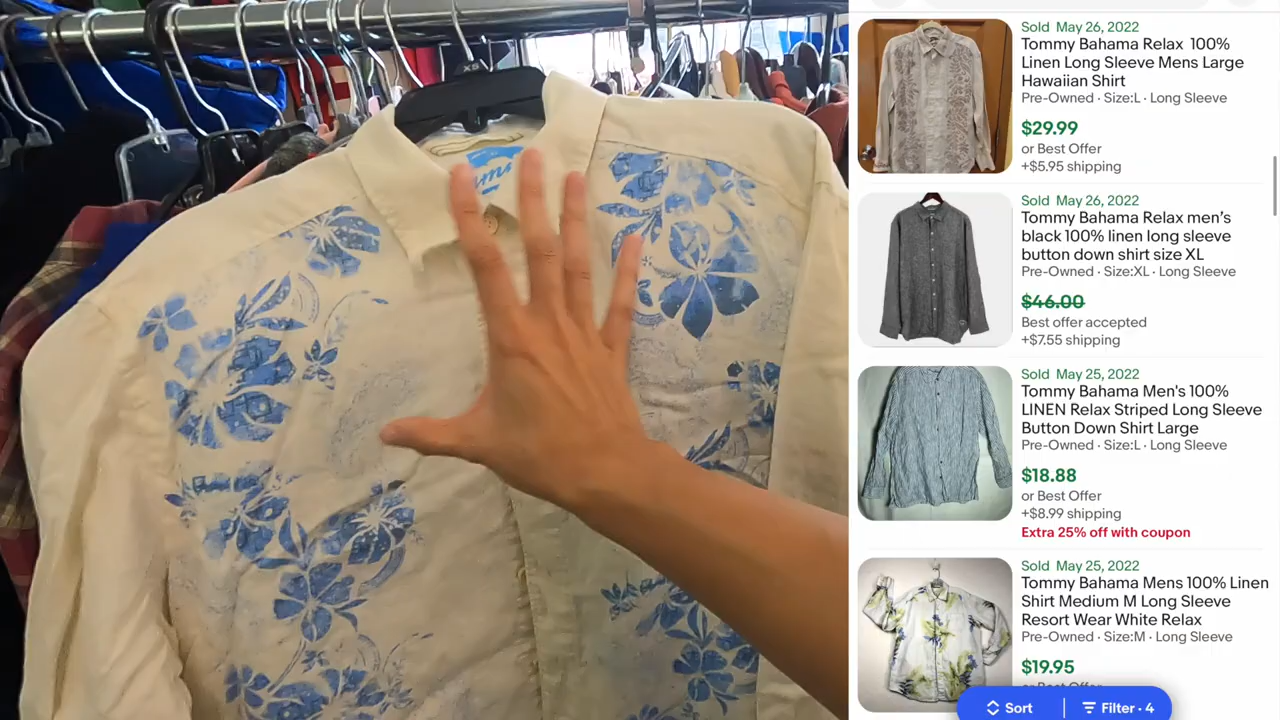 XS
Sold May 26, 2022
Tommy Bahama Relax 100%
Linen Long Sleeve Mens Large
Hawaiian Shirt
Pre-Owned · Size:L · Long Sleeve
$29.99
or Best Offer
+$5.95 shipping
Sold May 26, 2022
Tommy Bahama Relax men's
black 100% linen long sleeve
button down shirt size XL
Pre-Owned · Size:XL · Long Sleeve
$46.00
Best offer accepted
+$7.55 shipping
Sold May 25, 2022
Tommy Bahama Men's 100%
LINEN Relax Striped Long Sleeve
Button Down Shirt Large
Pre-Owned · Size:L · Long Sleeve
$18.88
or Best Offer
+$8.99 shipping
Extra 25% off with coupon
Sold May 25, 2022
Tommy Bahama Mens 100% Linen
Shirt Medium M Long Sleeve
Resort Wear White Relax
Pre-Owned · Size:M · Long Sleeve
$19.95
or Best Offer
Sort
Filter · 4